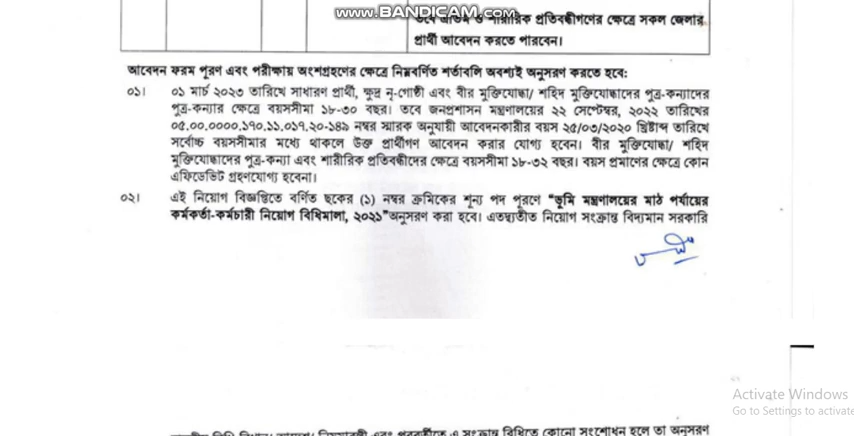 www.BANDICAM.com
তবে এতিম ও শারীরিক প্রতিবন্ধীগণের ক্ষেত্রে সকল জেলার
প্রার্থী আবেদন করতে পারবেন।
আবেদন ফরম পূরণ এবং পরীক্ষায় অংশগ্রহণের ক্ষেত্রে নিম্নবর্ণিত শর্তাবলি অবশ্যই অনুসরণ করতে হবে:
০১। ০১ মার্চ ২০২৩ তারিখে সাধারণ প্রার্থী, ক্ষুদ্র নৃ-গোষ্ঠী এবং বীর মুক্তিযোদ্ধা/ শহিদ মুক্তিযোদ্ধাদের পুত্র-কন্যাদের
পুত্র-কন্যার ক্ষেত্রে বয়সসীমা ১৮-৩০ বছর। তবে জনপ্রশাসন মন্ত্রণালয়ের ২২ সেপ্টেম্বর, ২০২২ তারিখের
০৫.০০.০০০০.১৭০.১১.০১৭.২০-১৪৯ নম্বর স্মারক অনুযায়ী আবেদনকারীর বয়স ২৫/০৩/২০২০ খ্রিষ্টাব্দ তারিখে
সর্বোচ্চ বয়সসীমার মধ্যে থাকলে উক্ত প্রার্থীগণ আবেদন করার যোগ্য হবেন। বীর মুক্তিযোদ্ধা/ শহিদ
মুক্তিযোদ্ধাদের পুত্র-কন্যা এবং শারীরিক প্রতিবন্ধীদের ক্ষেত্রে বয়সসীমা ১৮-৩২ বছর। বয়স প্রমাণের ক্ষেত্রে কোন
এফিডেভিট গ্রহণযোগ্য হবেনা।
০২। এই নিয়োগ বিজ্ঞপ্তিতে বর্ণিত ছকের (১) নম্বর ক্রমিকের শূন্য পদ পূরণে "ভূমি মন্ত্রণালয়ের মাঠ পর্যায়ের
কর্মকর্তা-কর্মচারী নিয়োগ বিধিমালা, ২০২১"অনুসরণ করা হবে। এতদ্ব্যতীত নিয়োগ সংক্রান্ত বিদ্যমান সরকারি
Activate Windows
Go to Settings to activate
এবং পরবর্তীতে এ সংক্রান্ত বিধিতে কোনো সংশোধন হলে তা অনুসরণ